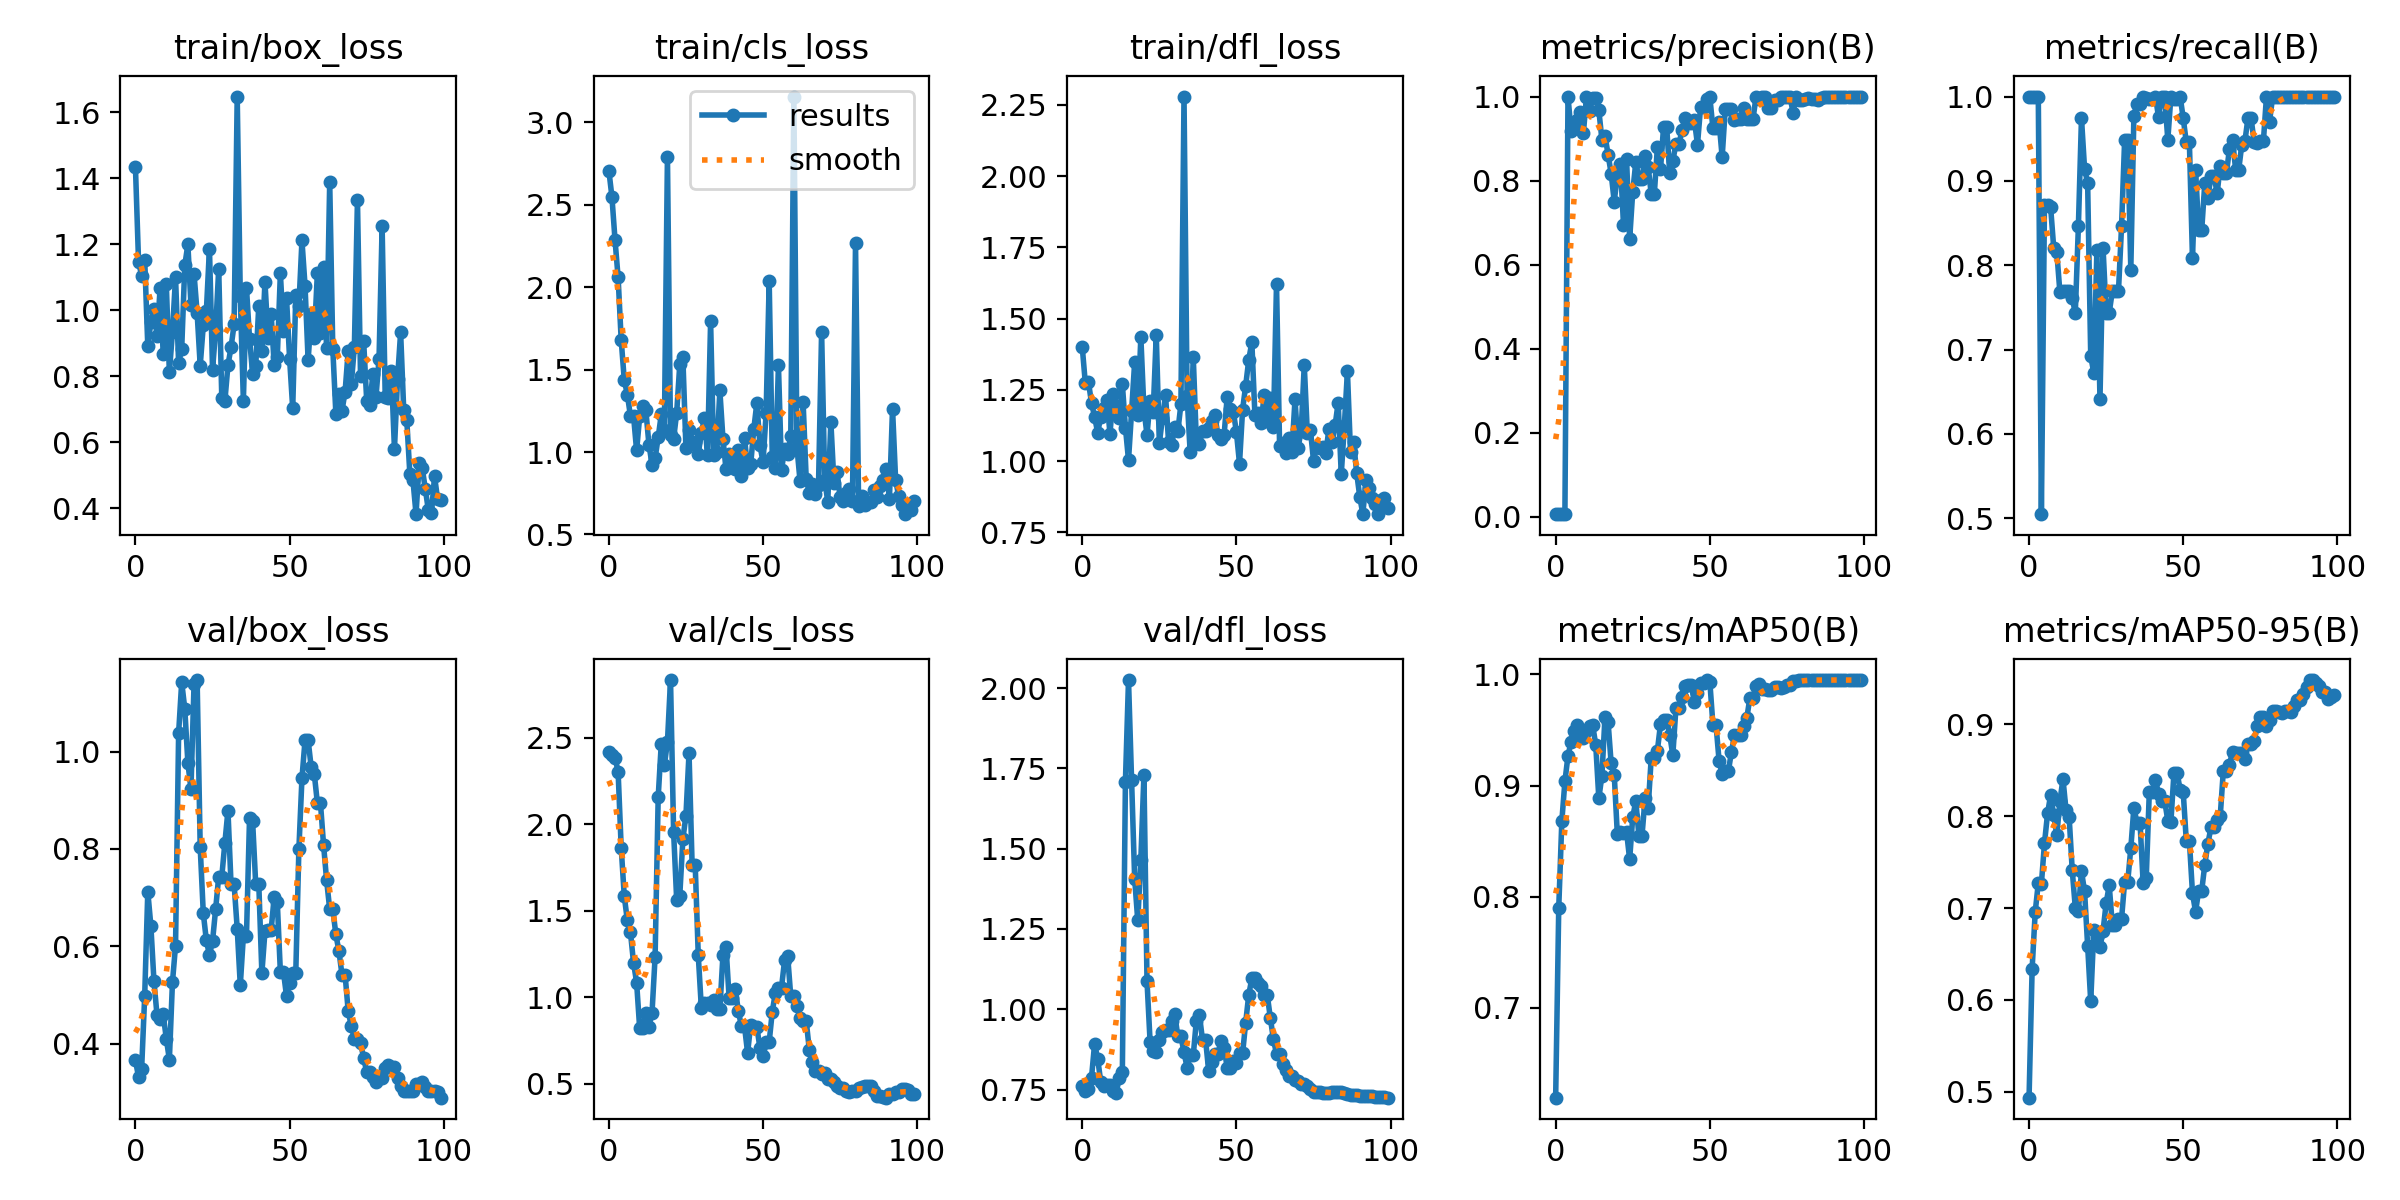 train/box_loss
train/cls_loss
train/dfl_loss
metrics/precision(B)
metrics/recall(B)
results
smooth
1.6
1.4
1.2
1.0
0.8
0.6
0.4
0 50 100
3.0
2.5
2.0
1.5
1.0
0.5
0 50 100
2.25
2.00
1.75
1.50
1.25
1.00
0.75
0 50 100
1.0
0.8
0.6
0.4
0.2
0.0
0 50 100
1.0
0.9
0.8
0.7
0.6
0.5
0 50 100
val/box_loss
val/cls_loss
val/dfl_loss
metrics/mAP50(B)
metrics/mAP50-95(B)
1.0
0.8
0.6
0.4
0 50 100
2.5
2.0
1.5
1.0
0.5
0 50 100
2.00
1.75
1.50
1.25
1.00
0.75
0 50 100
1.0
0.9
0.8
0.7
0 50 100
0.9
0.8
0.7
0.6
0.5
0 50 100